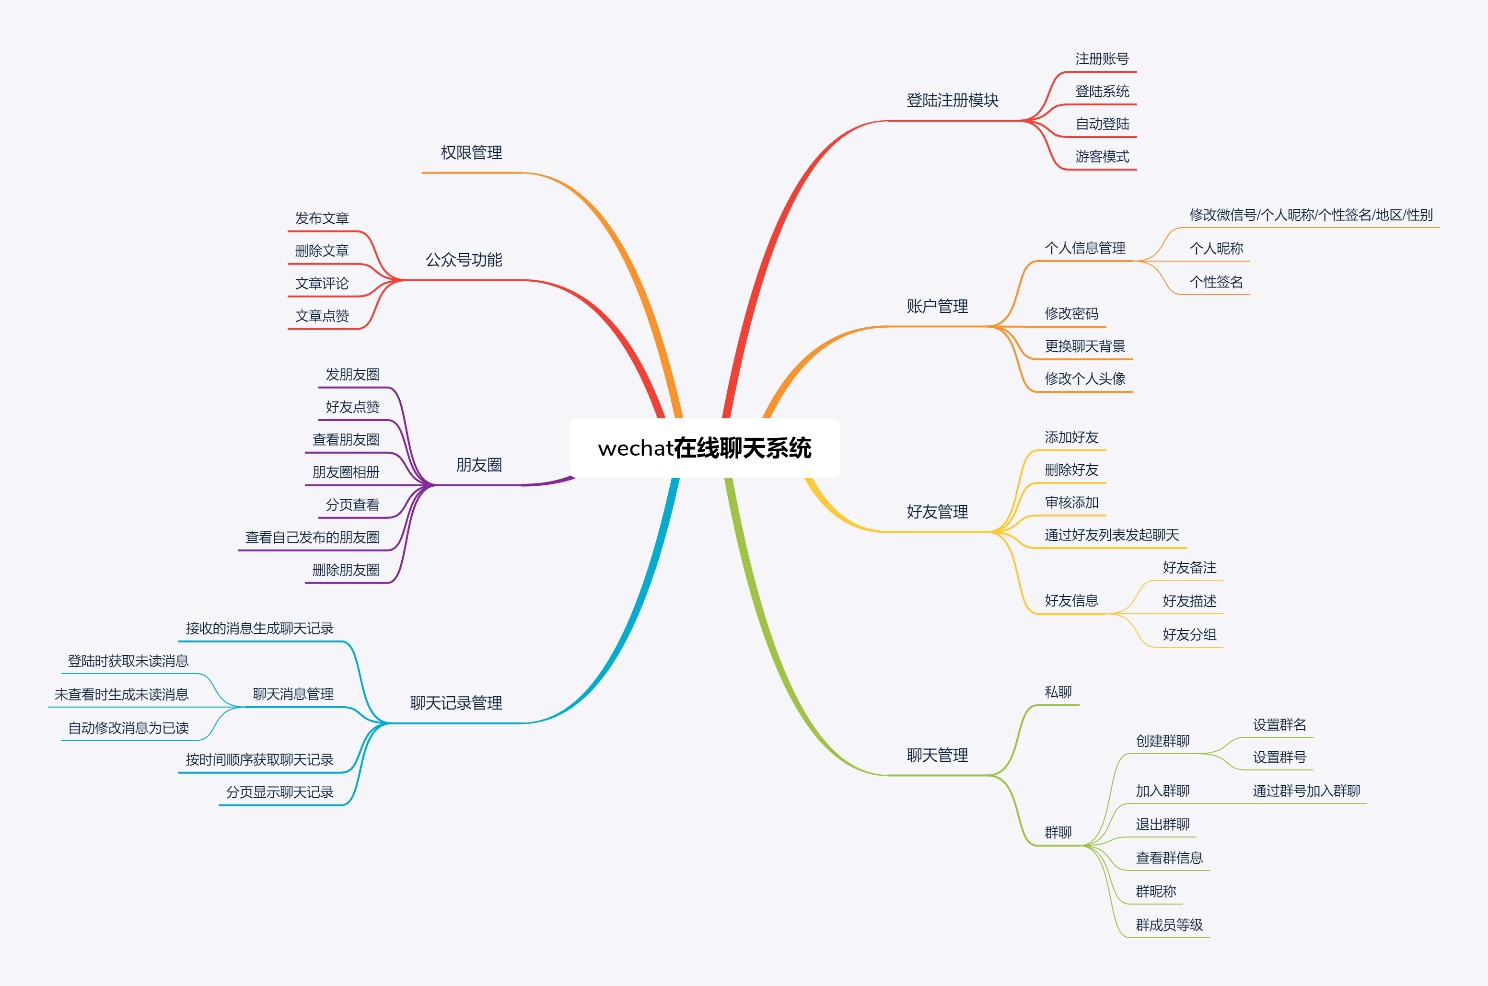 wechat在线聊天系统
登陆注册模块
注册账号
登陆系统
自动登陆
游客模式
账户管理
个人信息管理
修改微信号/个人昵称/个性签名/地区/性别
个人昵称
个性签名
修改密码
更换聊天背景
修改个人头像
好友管理
添加好友
删除好友
审核添加
通过好友列表发起聊天
好友信息
好友备注
好友描述
好友分组
聊天管理
私聊
群聊
创建群聊
设置群名
设置群号
加入群聊
通过群号加入群聊
退出群聊
查看群信息
群昵称
群成员等级
权限管理
公众号功能
发布文章
删除文章
文章评论
文章点赞
朋友圈
发朋友圈
好友点赞
查看朋友圈
朋友圈相册
分页查看
查看自己发布的朋友圈
删除朋友圈
聊天记录管理
接收的消息生成聊天记录
聊天消息管理
登陆时获取未读消息
未查看时生成未读消息
自动修改消息为已读
按时间顺序获取聊天记录
分页显示聊天记录